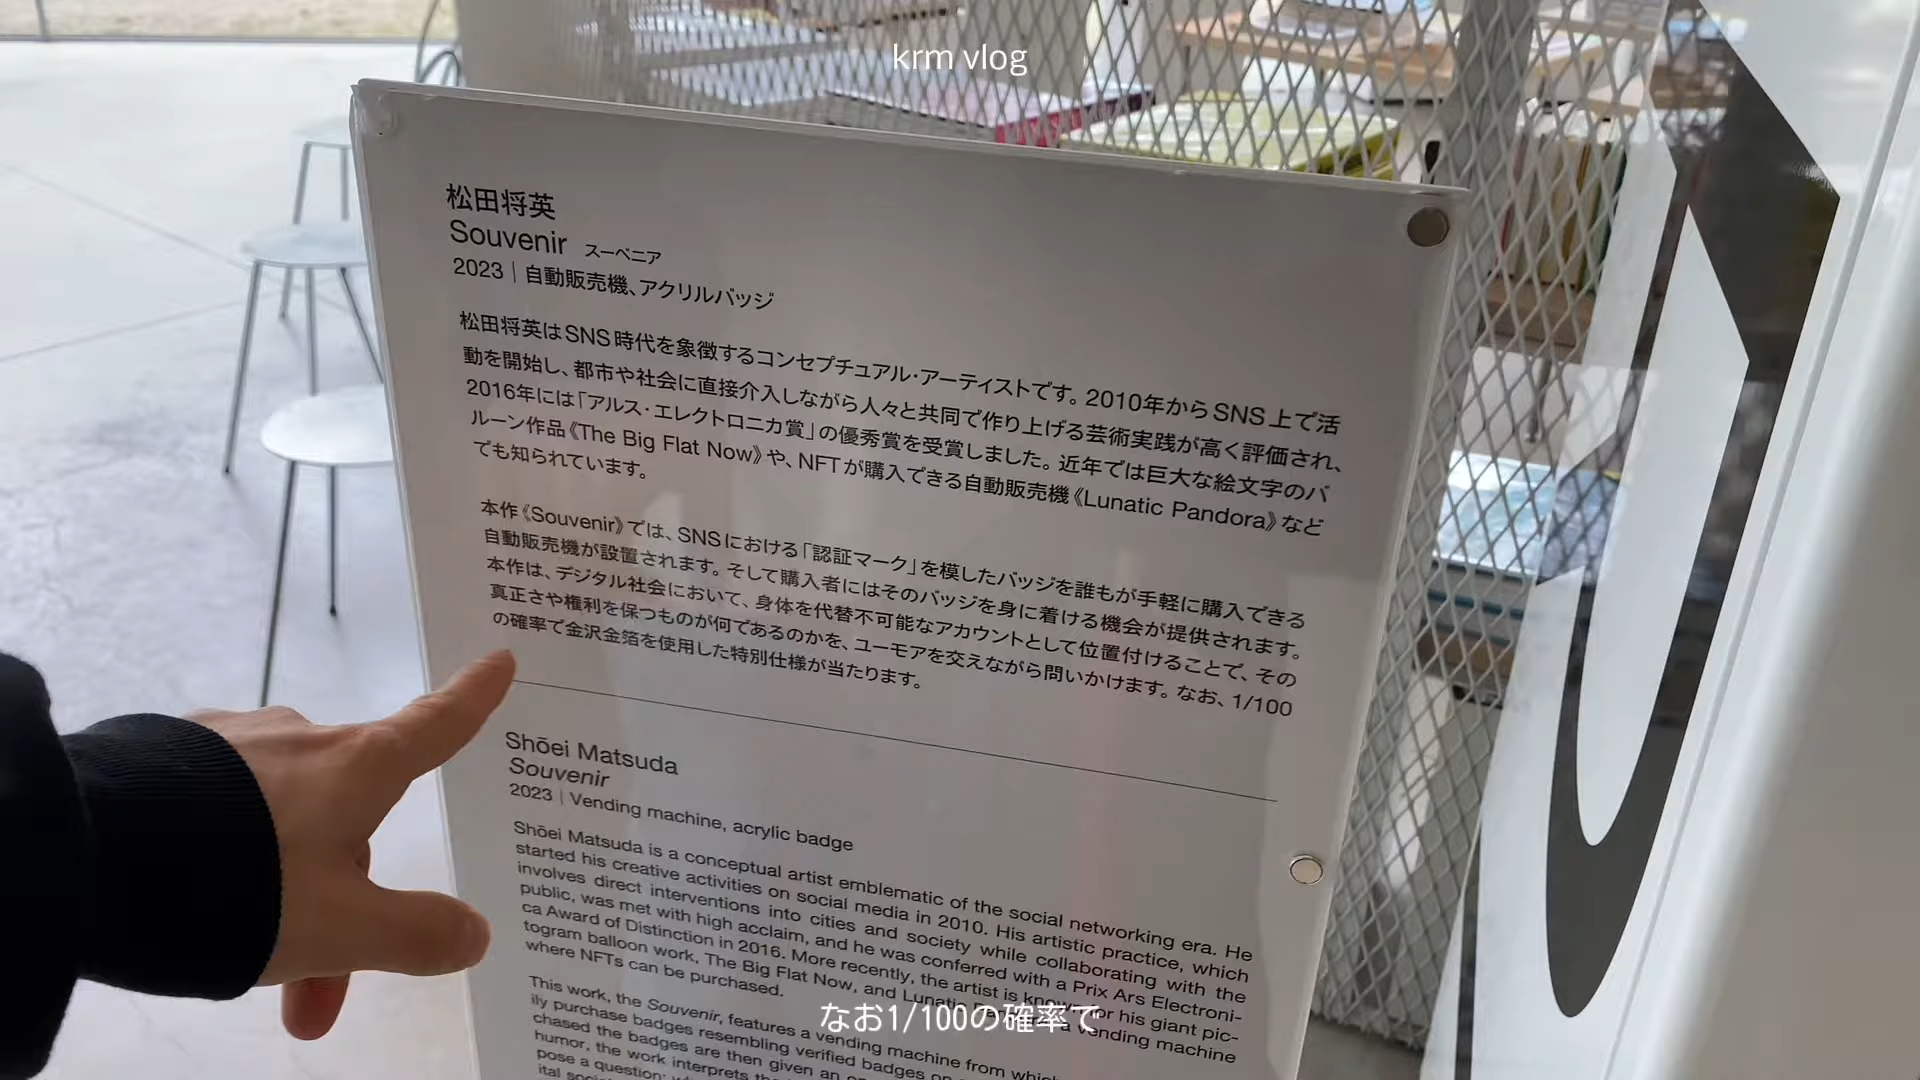 krm vlog
松田将英
Souvenir スーベニア
2023｜自動販売機、アクリルバッジ
松田将英はSNS時代を象徴するコンセプチュアル・アーティストです。2010年からSNS上で活
動を開始し、都市や社会に直接介入しながら人々と共同で作り上げる芸術実践が高く評価され、
2016年には「アルス・エレクトロニカ賞」の優秀賞を受賞しました。近年では巨大な絵文字のバ
ルーン作品《The Big Flat Now》や、NFTが購入できる自動販売機《Lunatic Pandora》など
でも知られています。
本作《Souvenir》では、SNSにおける「認証マーク」を模したバッジを誰もが手軽に購入できる
自動販売機が設置されます。そして購入者にはそのバッジを身に着ける機会が提供されます。
本作は、デジタル社会において、身体を代替不可能なアカウントとして位置付けることで、その
真正さや権利を保つものが何であるのかを、ユーモアを交えながら問いかけます。なお、1/100
の確率で金沢金箔を使用した特別仕様が当たります。
Shōei Matsuda
Souvenir
2023｜Vending machine, acrylic badge
Shōei Matsuda is a conceptual artist emblematic of the social networking era. He
started his creative activities on social media in 2010. His artistic practice, which
involves direct interventions into cities and society while collaborating with the
public, was met with high acclaim, and he was conferred with a Prix Ars Electroni-
ca Award of Distinction in 2016. More recently, the artist is known for his giant pic-
togram balloon work, The Big Flat Now, and Lunatic Pandora, a vending machine
where NFTs can be purchased.
This work, the Souvenir, features a vending machine from which
ily purchase badges resembling verified badges on
chased the badges are then given an
humor, the work interprets the
pose a question:
ital
なお1/100の確率で